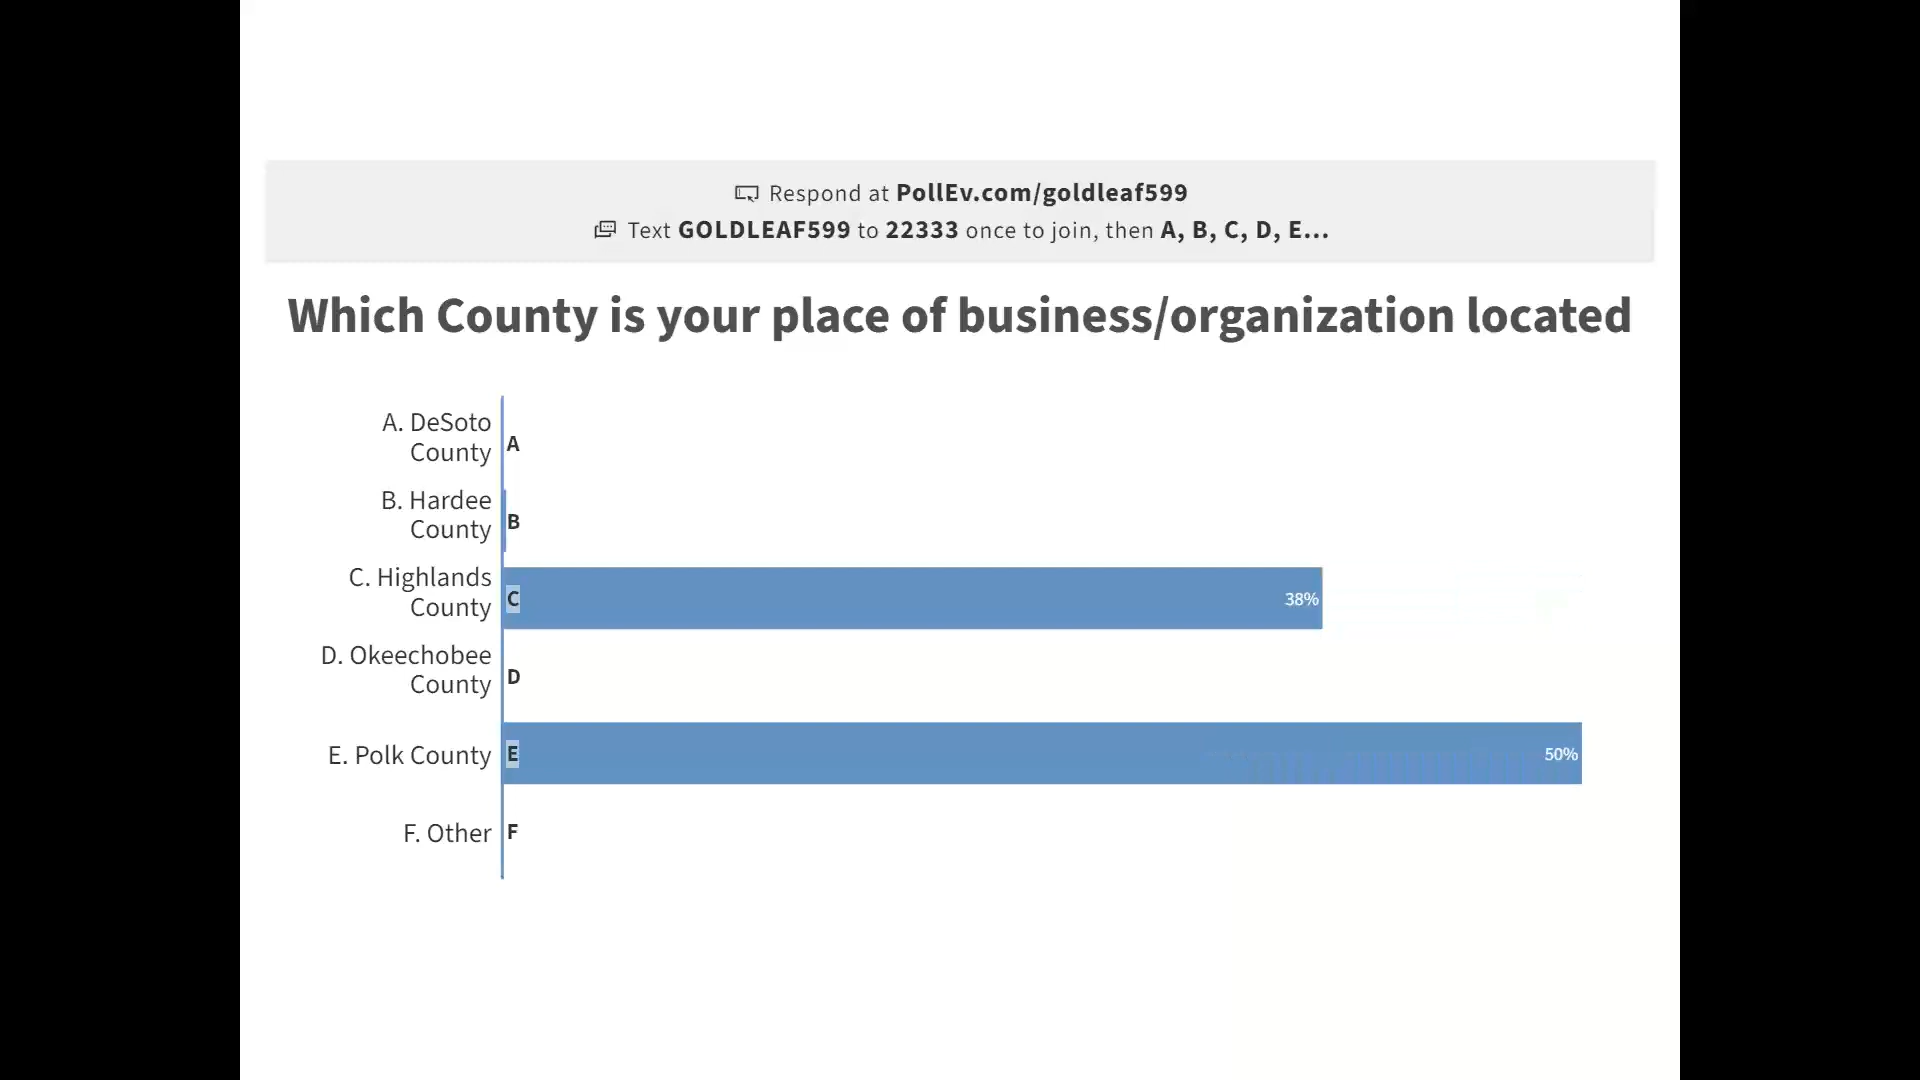 Respond at PollEv.com/goldleaf599
Text GOLDLEAF599 to 22333 once to join, then A, B, C, D, E...
Which County is your place of business/organization located
A. DeSoto
County
A
B. Hardee
County
B
C. Highlands
County
C
38%
D. Okeechobee
County
D
E. Polk County
E
50%
F. Other
F